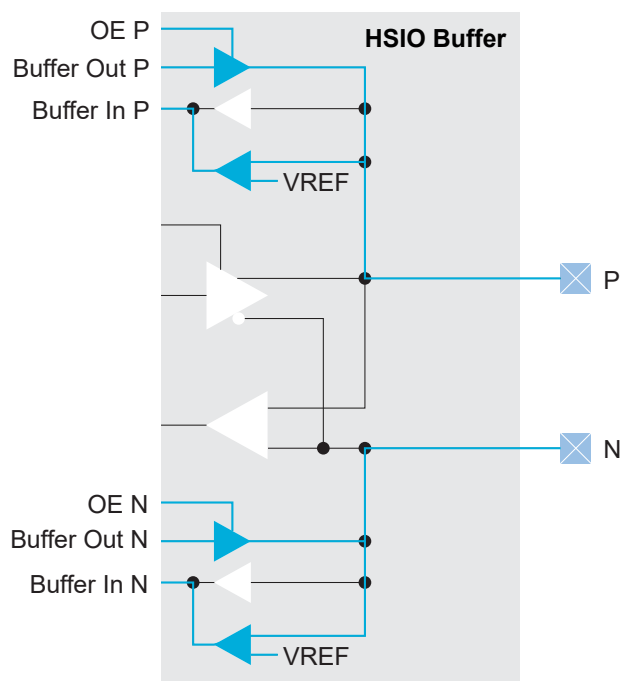 OE P
HSIO Buffer
Buffer Out P
Buffer In P
VREF
P
N
OE N
Buffer Out N
Buffer In N
VREF